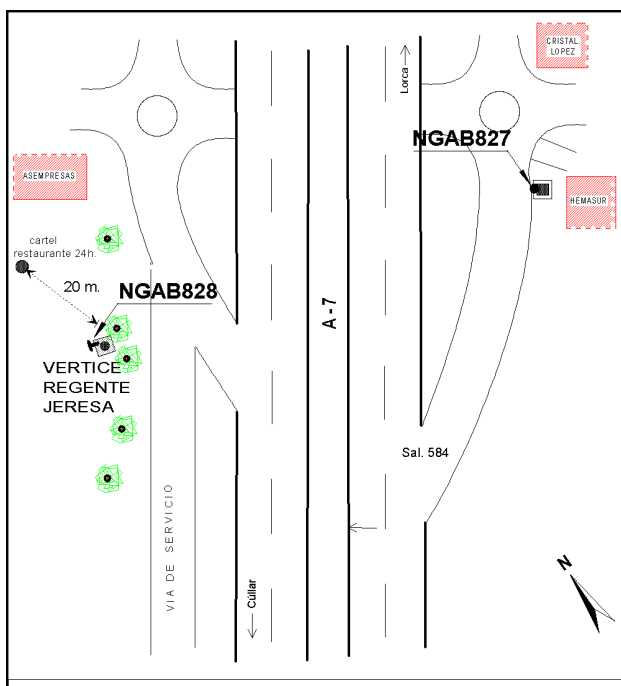 CRISTAL
LOPEZ
Lorca
NGAB827
ASEMPRESAS
HEMASUR
cartel
restaurante 24h.
20 m.
NGAB828
A-7
VERTICE
REGENTE
JERESA
Sal. 584
VIA DE SERVICIO
Cúllar
N